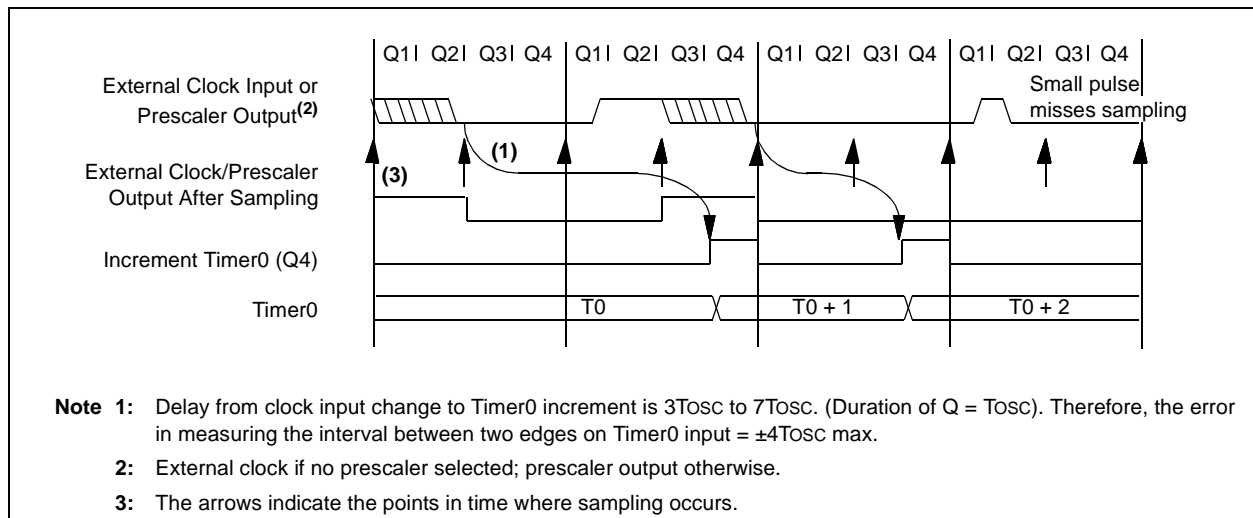 Q1 Q2 Q3 Q4 Q1 Q2 Q3 Q4 Q1 Q2 Q3 Q4 Q1 Q2 Q3 Q4
External Clock Input or
Prescaler Output(2)
Small pulse
misses sampling
(1)
External Clock/Prescaler
Output After Sampling
(3)
Increment Timer0 (Q4)
Timer0
T0
T0 + 1
T0 + 2
Note 1: Delay from clock input change to Timer0 increment is 3TOSC to 7TOSC. (Duration of Q = TOSC). Therefore, the error
in measuring the interval between two edges on Timer0 input = ±4TOSC max.
2: External clock if no prescaler selected; prescaler output otherwise.
3: The arrows indicate the points in time where sampling occurs.